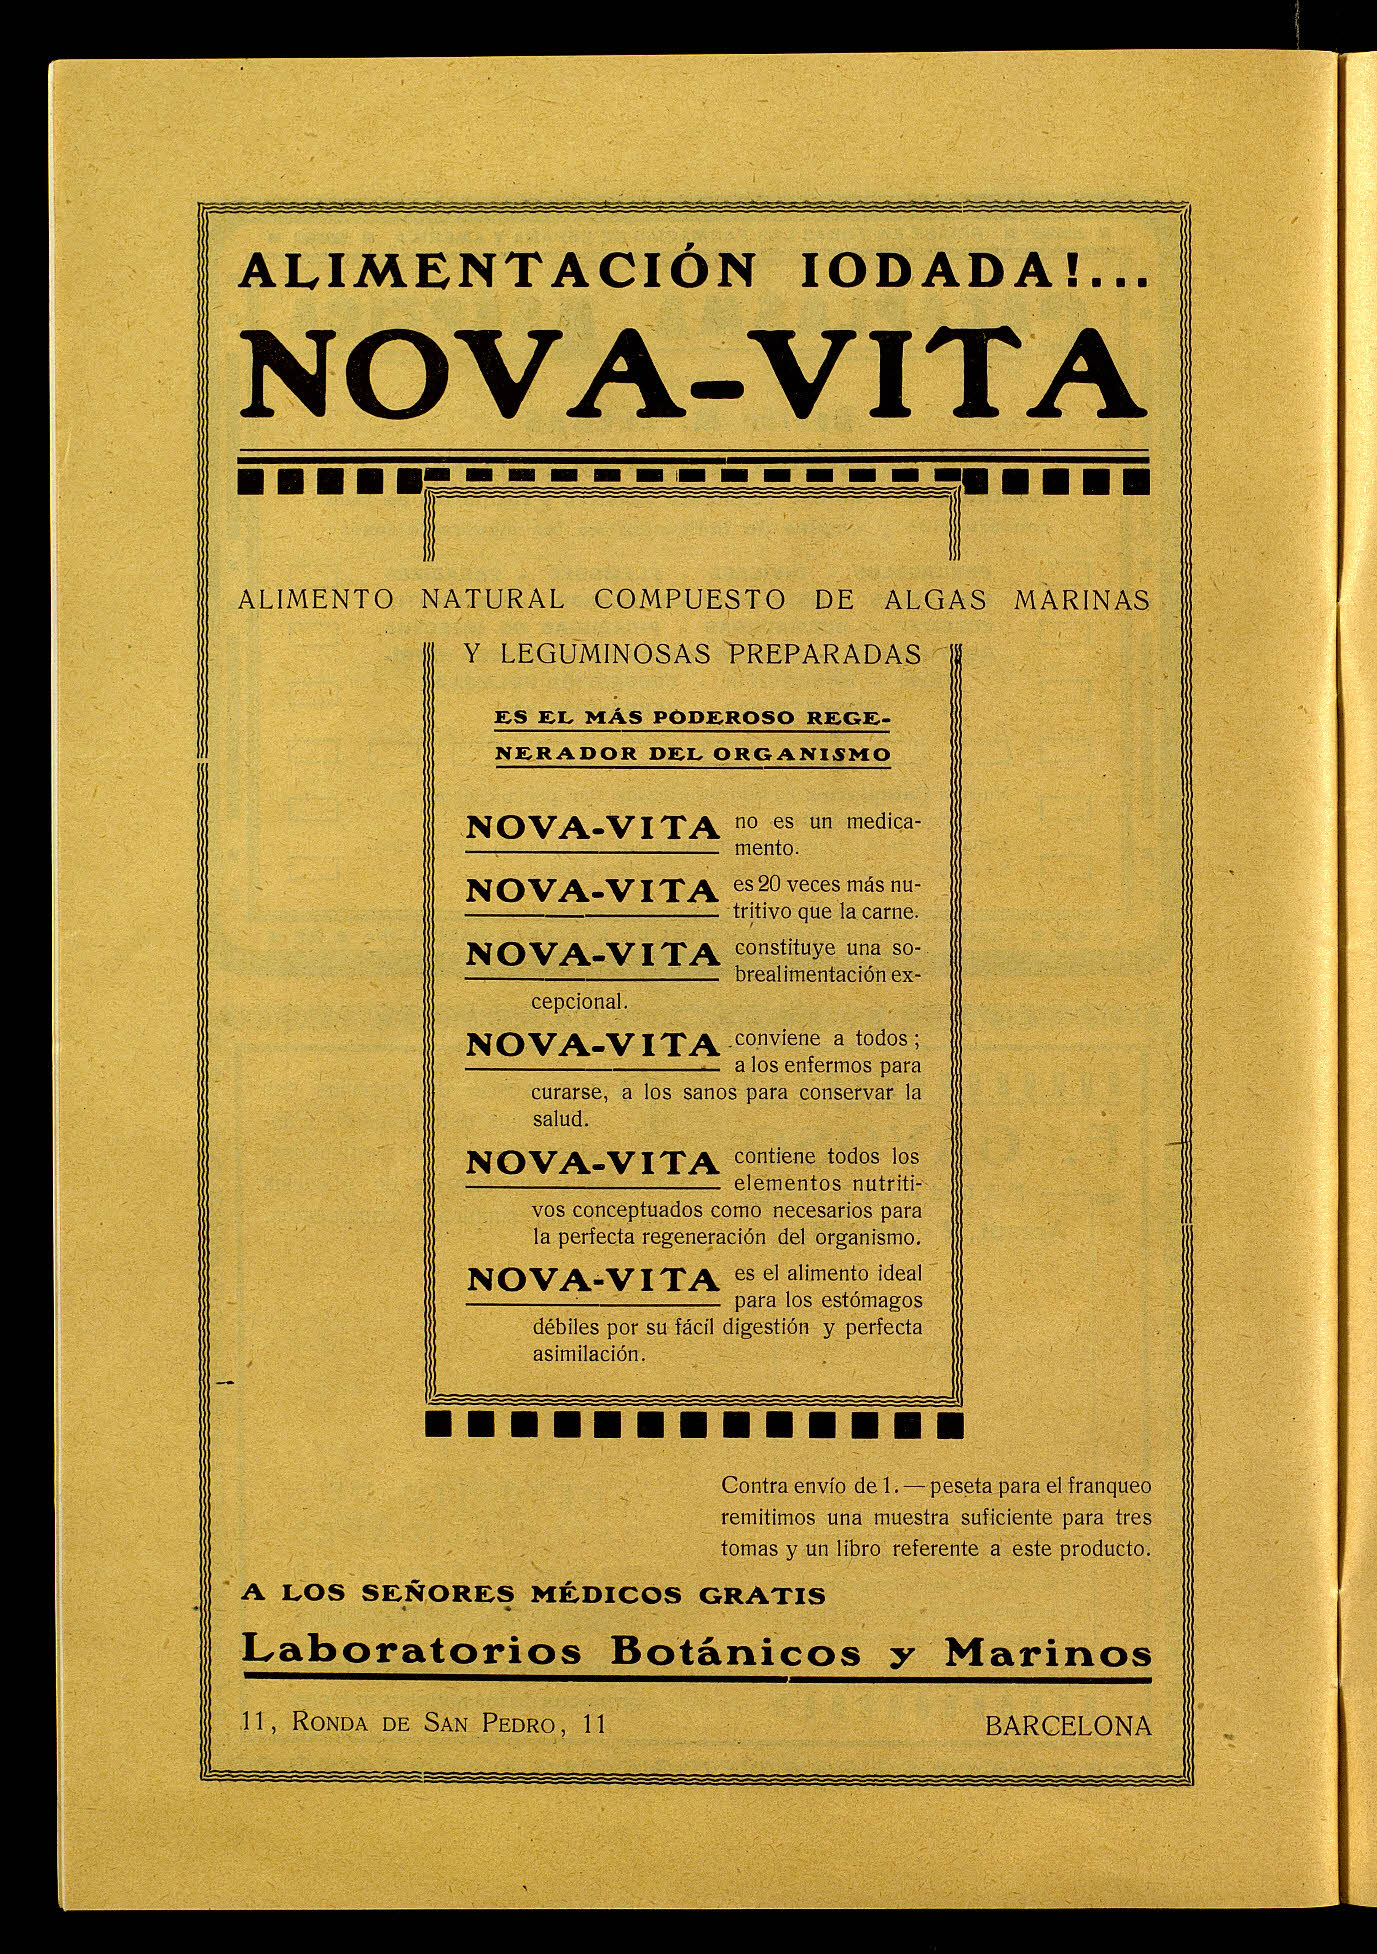 ALIMENTACIÓN IODADA!...
NOVA-VITA
ALIMENTO NATURAL COMPUESTO DE ALGAS MARINAS
Y LEGUMINOSAS PREPARADAS
ES EL MÁS PODEROSO REGE-
NERADOR DEL ORGANISMO
NOVA-VITA no es un medica-
mento.
NOVA-VITA es 20 veces más nu-
tritivo que la carne.
NOVA-VITA constituye una so-
brealimentación ex-
cepcional.
NOVA-VITA conviene a todos;
a los enfermos para
curarse, a los sanos para conservar la
salud.
NOVA-VITA contiene todos los
elementos nutriti-
vos conceptuados como necesarios para
la perfecta regeneración del organismo.
NOVA-VITA es el alimento ideal
para los estómagos
débiles por su fácil digestión y perfecta
asimilación.
Contra envío de 1. — peseta para el franqueo
remitimos una muestra suficiente para tres
tomas y un libro referente a este producto.
A LOS SEÑORES MÉDICOS GRATIS
Laboratorios Botánicos y Marinos
11, RONDA DE SAN PEDRO, 11 BARCELONA